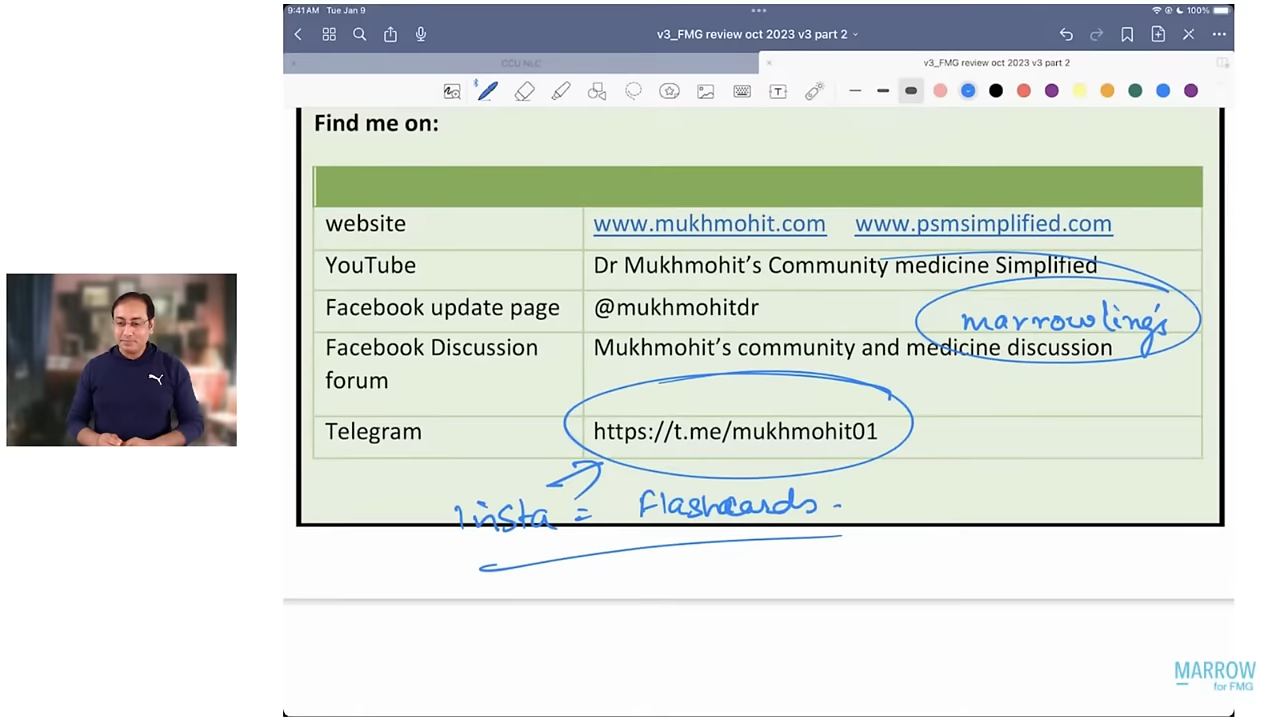 9:41 AM Tue Jan 9
100%
v3_FMG review oct 2023 v3 part 2
CCU NLC
v3_FMG review oct 2023 v3 part 2
Find me on:
website www.mukhmohit.com www.psmsimplified.com
YouTube Dr Mukhmohit’s Community medicine Simplified
Facebook update page @mukhmohitdr
marrowling's
Facebook Discussion Mukhmohit’s community and medicine discussion
forum
Telegram https://t.me/mukhmohit01
Insta = Flashcards -
MARROW
for FMG